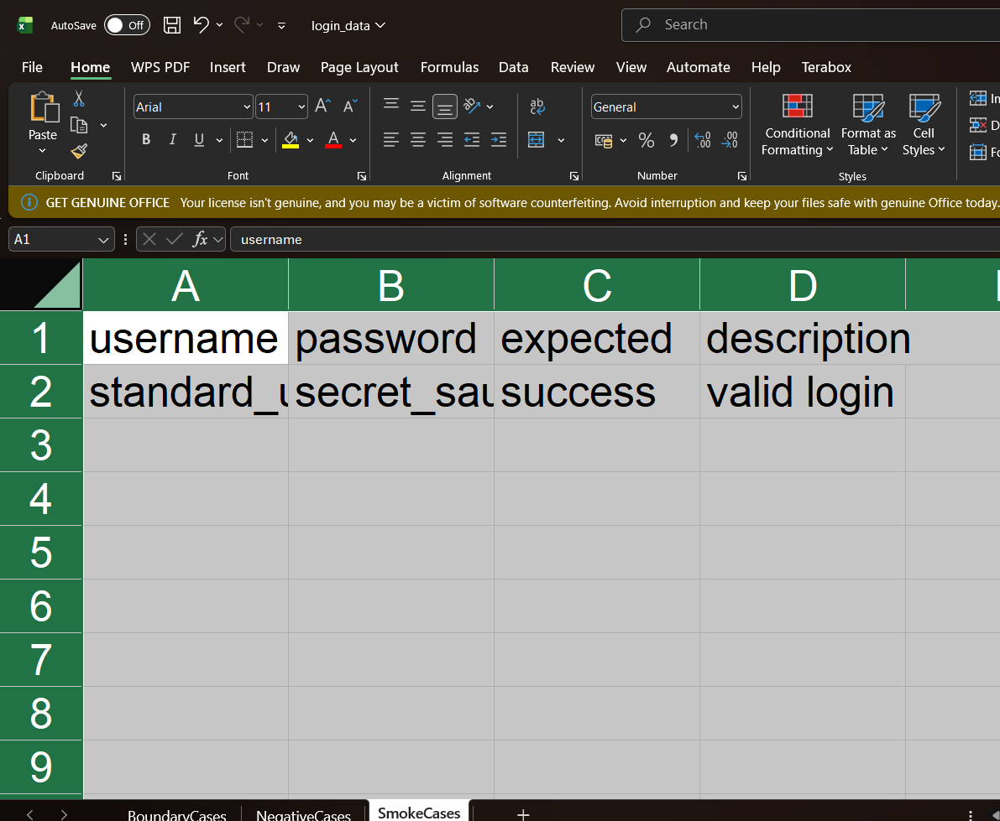 AutoSave Off login_data Search
File Home WPS PDF Insert Draw Page Layout Formulas Data Review View Automate Help Terabox
Paste
Arial 11
B I U A
ab
General
% .00 .00
Conditional Formatting
Format as Table
Cell Styles
Clipboard Font Alignment Number Styles
GET GENUINE OFFICE Your license isn't genuine, and you may be a victim of software counterfeiting. Avoid interruption and keep your files safe with genuine Office today.
A1 fx username
A B C D
1 username password expected description
2 standard_u secret_sau success valid login
3
4
5
6
7
8
9
BoundaryCases NegativeCases SmokeCases +